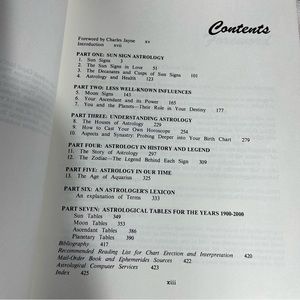 Contents
Foreword by Charles Jayne xv
Introduction xvii
PART ONE: SUN SIGN ASTROLOGY
1. Sun Signs 3
2. The Sun Signs in Love 51
3. The Decanates and Cusps of Sun Signs 101
4. Astrology and Health 123
PART TWO: LESS WELL-KNOWN INFLUENCES
5. Moon Signs 143
6. Your Ascendant and its Power 165
7. You and the Planets—Their Role in Your Destiny 177
PART THREE: UNDERSTANDING ASTROLOGY
8. The Houses of Astrology 229
9. How to Cast Your Own Horoscope 254
10. Aspects and Synastry: Probing Deeper into Your Birth Chart 279
PART FOUR: ASTROLOGY IN HISTORY AND LEGEND
11. The Story of Astrology 297
12. The Zodiac—The Legend Behind Each Sign 309
PART FIVE: ASTROLOGY IN OUR TIME
13. The Age of Aquarius 325
PART SIX: AN ASTROLOGER'S LEXICON
An explanation of Terms 333
PART SEVEN: ASTROLOGICAL TABLES FOR THE YEARS 1900-2000
Sun Tables 349
Moon Tables 353
Ascendant Tables 386
Planetary Tables 390
Bibliography 417
Recommended Reading List for Chart Erection and Interpretation 420
Mail-Order Book and Ephemerides Sources 422
Astrological Computer Services 423
Index 425
xiii